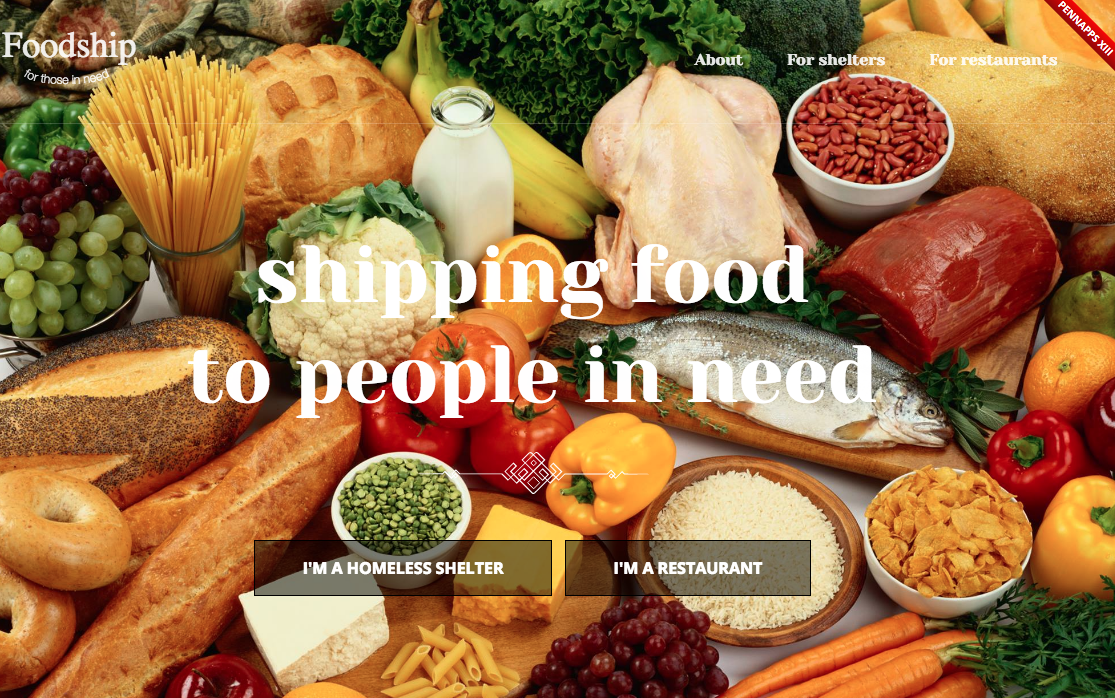 Foodship
for those in need
About
For shelters
For restaurants
PENNAPPS XIII
shipping food
to people in need
I'M A HOMELESS SHELTER
I'M A RESTAURANT